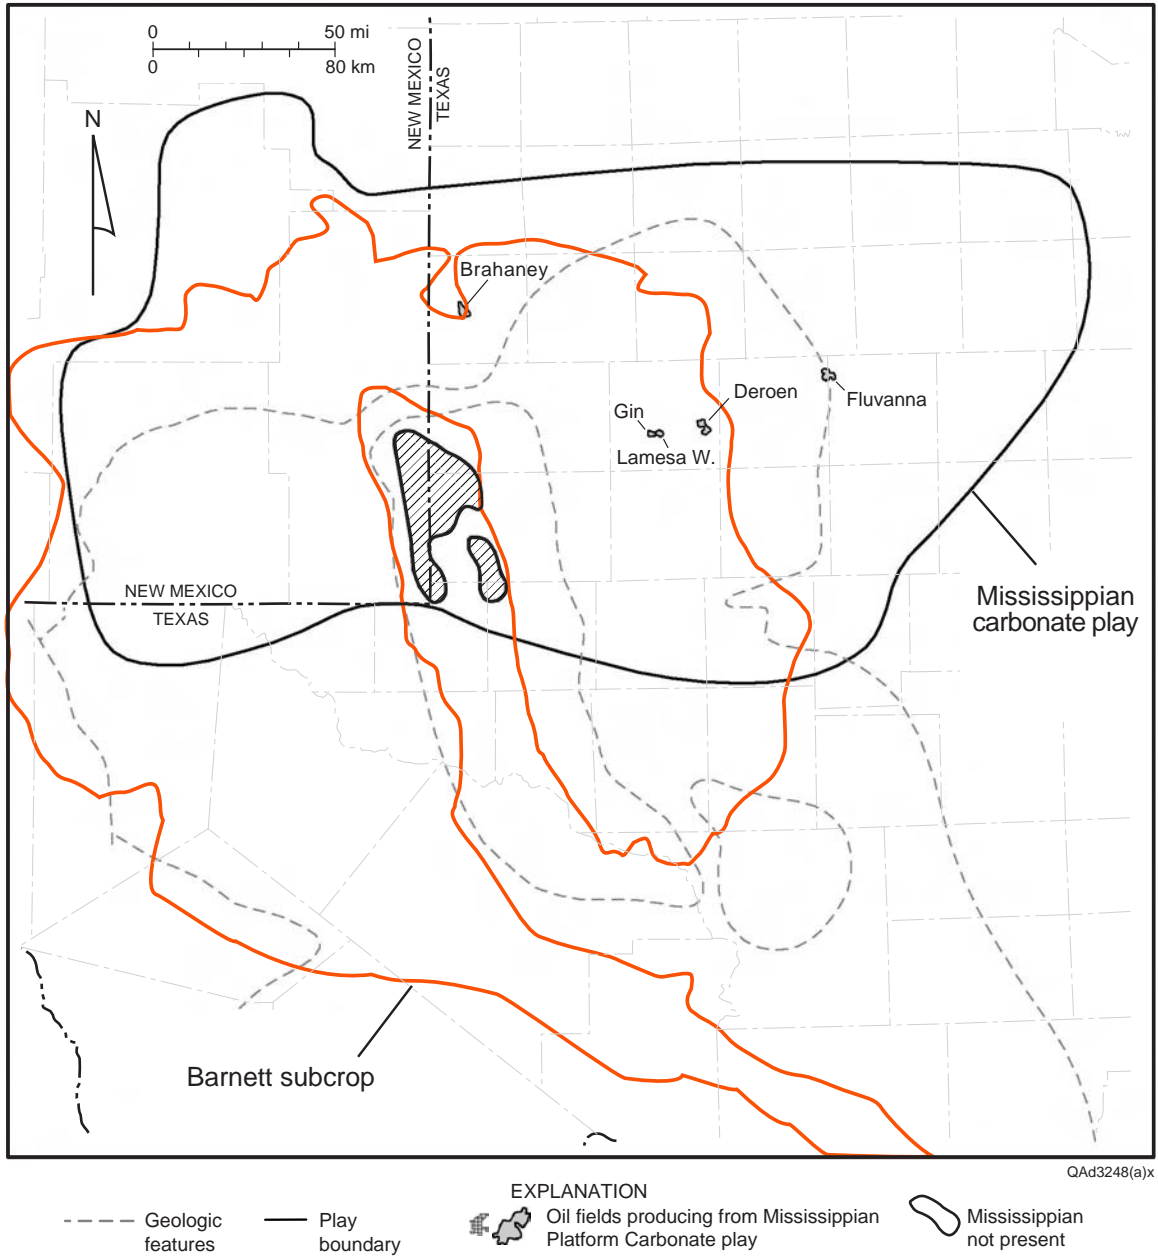 0 50 mi
0 80 km
NEW MEXICO
TEXAS
N
Brahaney
Deroen
Gin
Fluvanna
Lamesa W.
NEW MEXICO
TEXAS
Mississippian
carbonate play
Barnett subcrop
QAd3248(a)x
EXPLANATION
Geologic
features
Play
boundary
Oil fields producing from Mississippian
Platform Carbonate play
Mississippian
not present